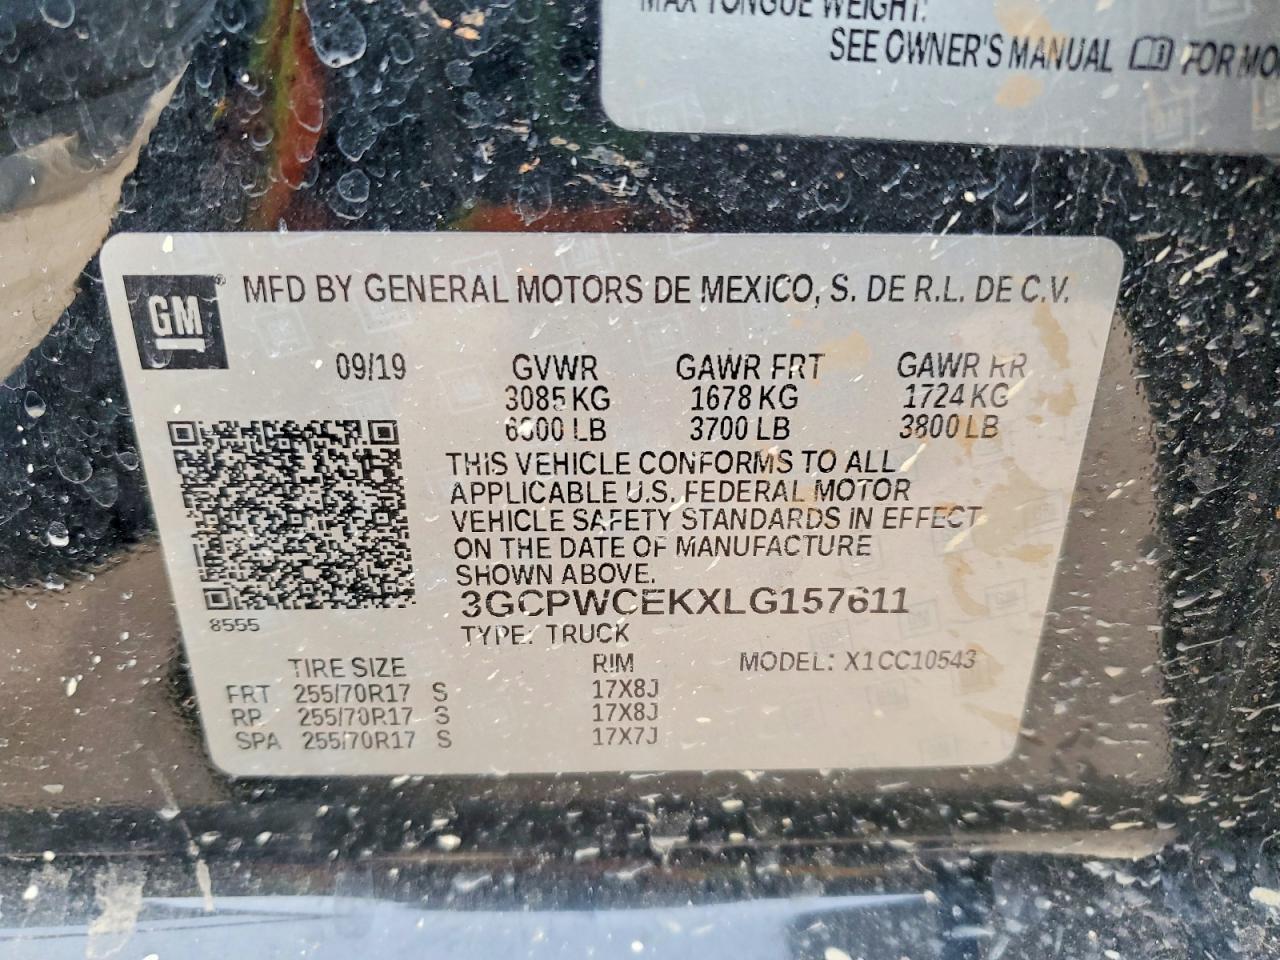 MAX TONGUE WEIGHT:
SEE OWNER'S MANUAL FOR MO
GM
MFD BY GENERAL MOTORS DE MEXICO, S. DE R.L. DE C.V.
09/19 GVWR GAWR FRT GAWR RR
3085 KG 1678 KG 1724 KG
6800 LB 3700 LB 3800 LB
THIS VEHICLE CONFORMS TO ALL
APPLICABLE U.S. FEDERAL MOTOR
VEHICLE SAFETY STANDARDS IN EFFECT
ON THE DATE OF MANUFACTURE
SHOWN ABOVE.
3GCPWCEKXLG157611
8555
TYPE: TRUCK
TIRE SIZE RIM MODEL: X1CC10543
FRT 255/70R17 S 17X8J
RR 255/70R17 S 17X8J
SPA 255/70R17 S 17X7J